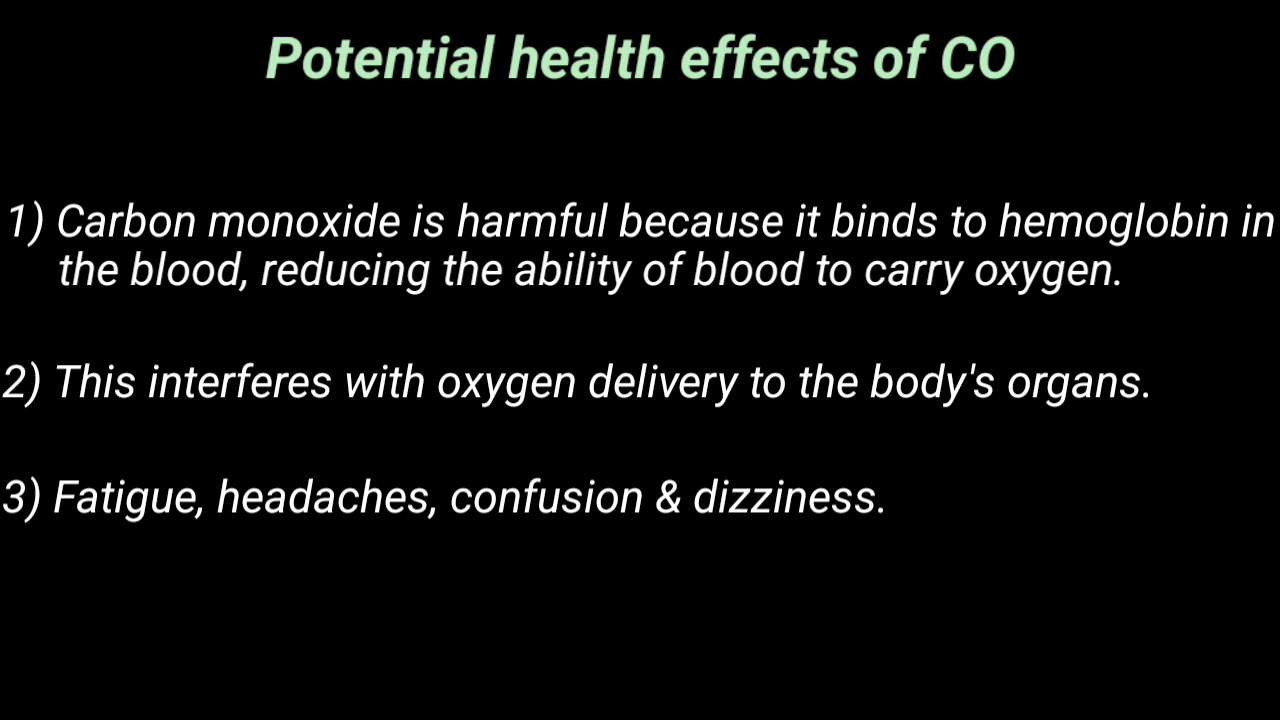 Potential health effects of CO
1) Carbon monoxide is harmful because it binds to hemoglobin in
the blood, reducing the ability of blood to carry oxygen.
2) This interferes with oxygen delivery to the body's organs.
3) Fatigue, headaches, confusion & dizziness.